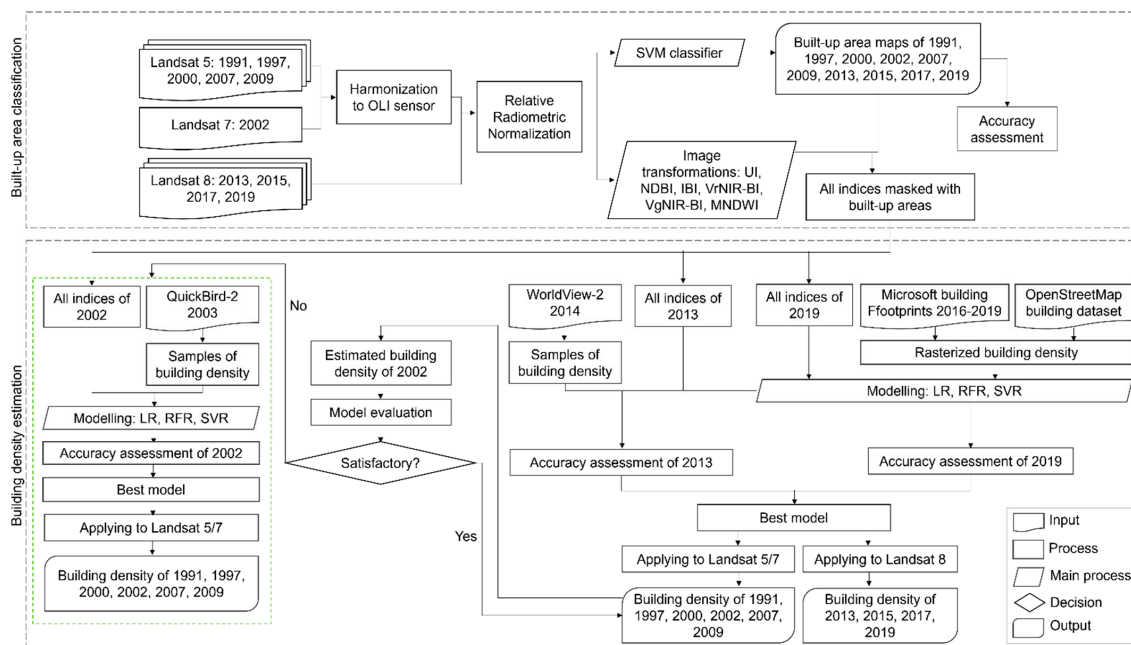 Built-up area classification
Landsat 5: 1991, 1997,
2000, 2007, 2009
Landsat 7: 2002
Landsat 8: 2013, 2015,
2017, 2019
Harmonization
to OLI sensor
Relative
Radiometric
Normalization
SVM classifier
Image
transformations: UI,
NDBI, IBI, VrNIR-BI,
VgNIR-BI, MNDWI
Built-up area maps of 1991,
1997, 2000, 2002, 2007,
2009, 2013, 2015, 2017, 2019
Accuracy
assessment
All indices masked with
built-up areas
Building density estimation
All indices of
2002
QuickBird-2
2003
Samples of
building density
Modelling: LR, RFR, SVR
Accuracy assessment of 2002
Best model
Applying to Landsat 5/7
Building density of 1991, 1997,
2000, 2002, 2007, 2009
No
Estimated building
density of 2002
Model evaluation
Satisfactory?
Yes
WorldView-2
2014
Samples of
building density
All indices of
2013
All indices of
2019
Microsoft building
Ffootprints 2016-2019
OpenStreetMap
building dataset
Rasterized building density
Modelling: LR, RFR, SVR
Accuracy assessment of 2013
Accuracy assessment of 2019
Best model
Applying to Landsat 5/7
Applying to Landsat 8
Building density of 1991,
1997, 2000, 2002, 2007,
2009
Building density of
2013, 2015, 2017,
2019
Input
Process
Main process
Decision
Output